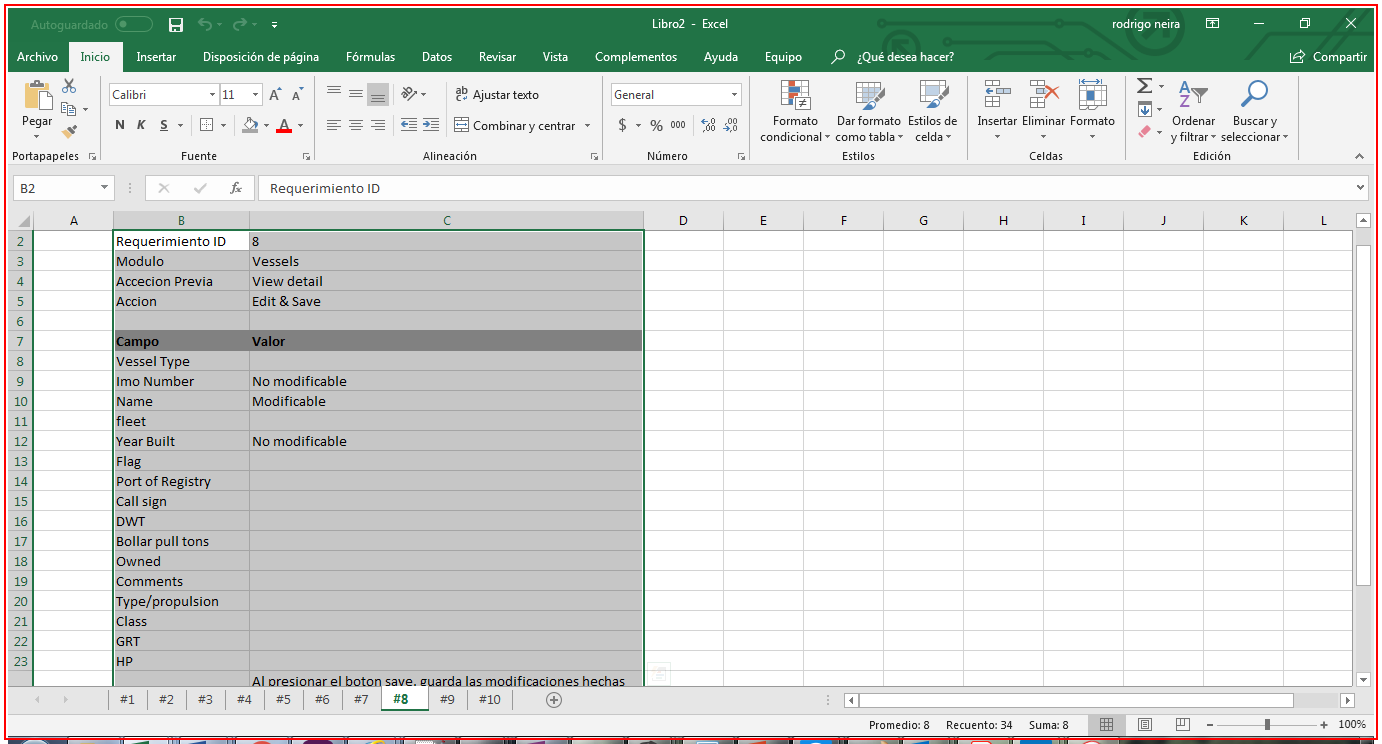 Autoguardado
Libro2 - Excel
rodrigo neira
Archivo Inicio Insertar Disposición de página Fórmulas Datos Revisar Vista Complementos Ayuda Equipo ¿Qué desea hacer? Compartir
Pegar
Portapapeles
Calibri 11 A A
N K S A
Fuente
ab Ajustar texto
Combinar y centrar
Alineación
General
$ % 000
Número
Formato condicional
Dar formato como tabla
Estilos de celda
Estilos
Insertar Eliminar Formato
Celdas
Ordenar y filtrar
Buscar y seleccionar
Edición
B2 fx Requerimiento ID
A B C D E F G H I J K L
2 Requerimiento ID 8
3 Modulo Vessels
4 Accecion Previa View detail
5 Accion Edit & Save
6
7 Campo Valor
8 Vessel Type
9 Imo Number No modificable
10 Name Modificable
11 fleet
12 Year Built No modificable
13 Flag
14 Port of Registry
15 Call sign
16 DWT
17 Bollar pull tons
18 Owned
19 Comments
20 Type/propulsion
21 Class
22 GRT
23 HP
Al presionar el boton save, guarda las modificaciones hechas
#1 #2 #3 #4 #5 #6 #7 #8 #9 #10
Promedio: 8 Recuento: 34 Suma: 8 100%